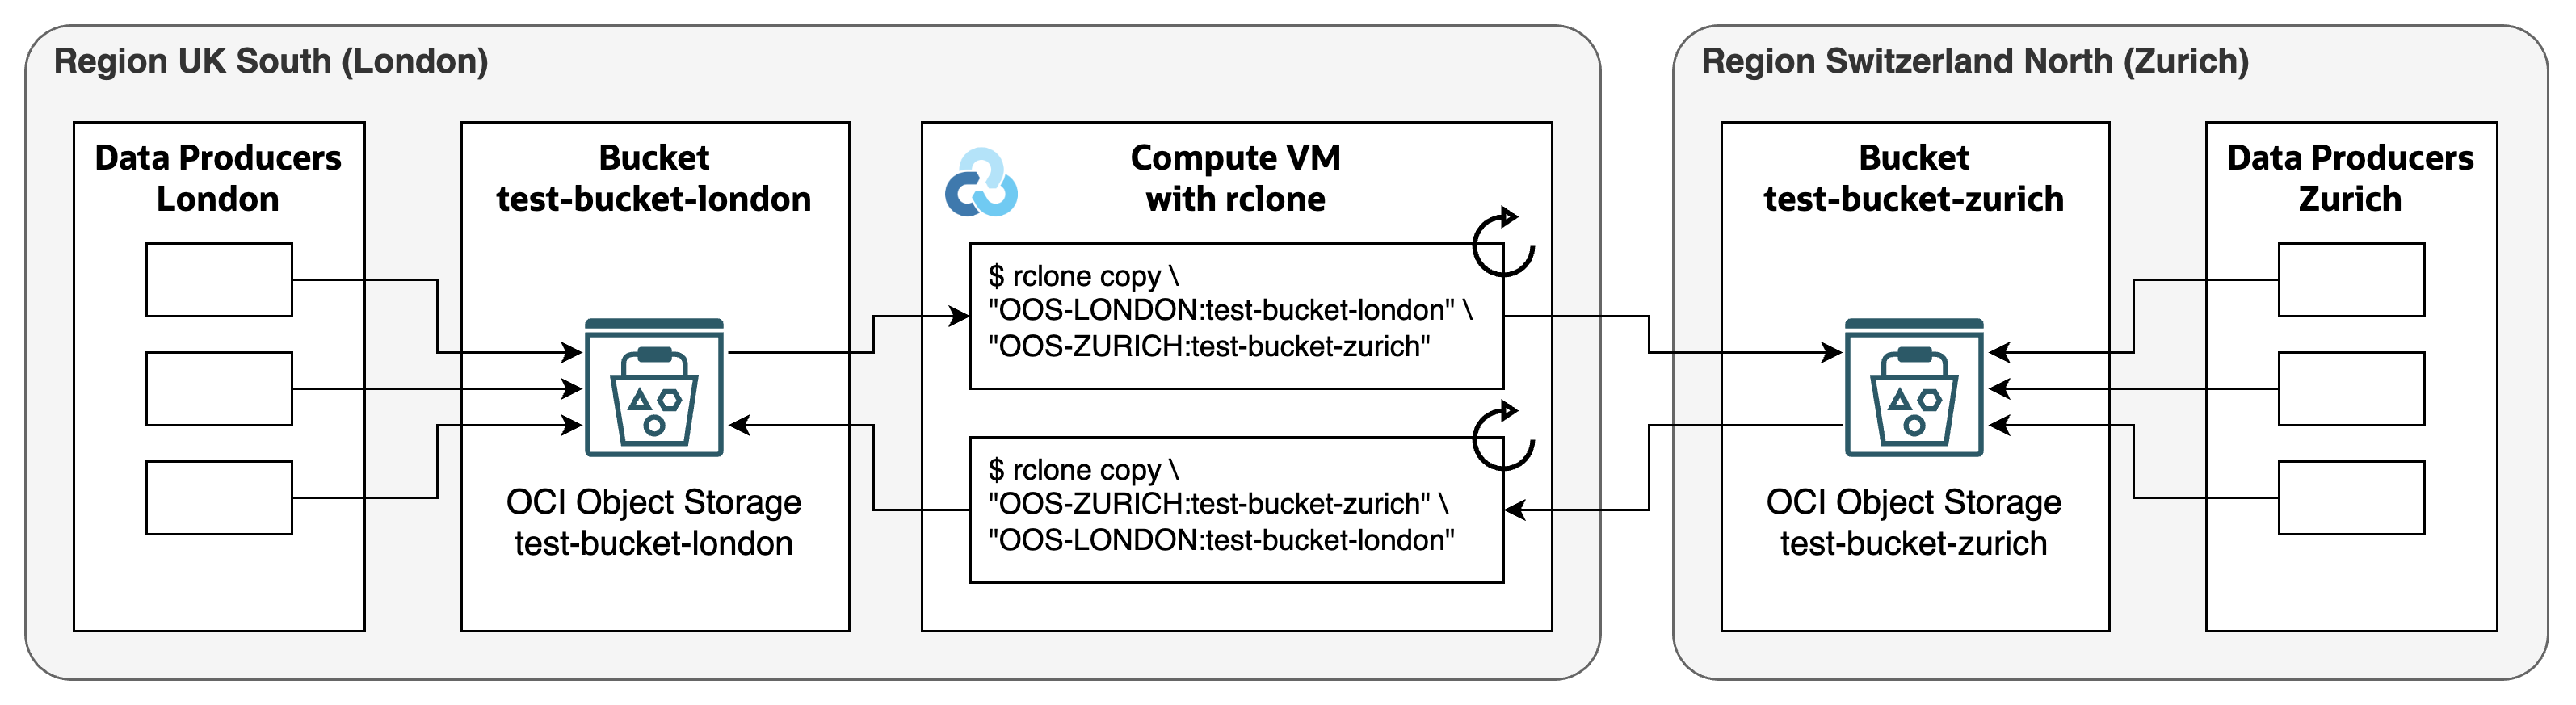 Region UK South (London)
Data Producers
London
Bucket
test-bucket-london
OCI Object Storage
test-bucket-london
Compute VM
with rclone
$ rclone copy \
"OOS-LONDON:test-bucket-london" \
"OOS-ZURICH:test-bucket-zurich"
$ rclone copy \
"OOS-ZURICH:test-bucket-zurich" \
"OOS-LONDON:test-bucket-london"
Region Switzerland North (Zurich)
Bucket
test-bucket-zurich
OCI Object Storage
test-bucket-zurich
Data Producers
Zurich